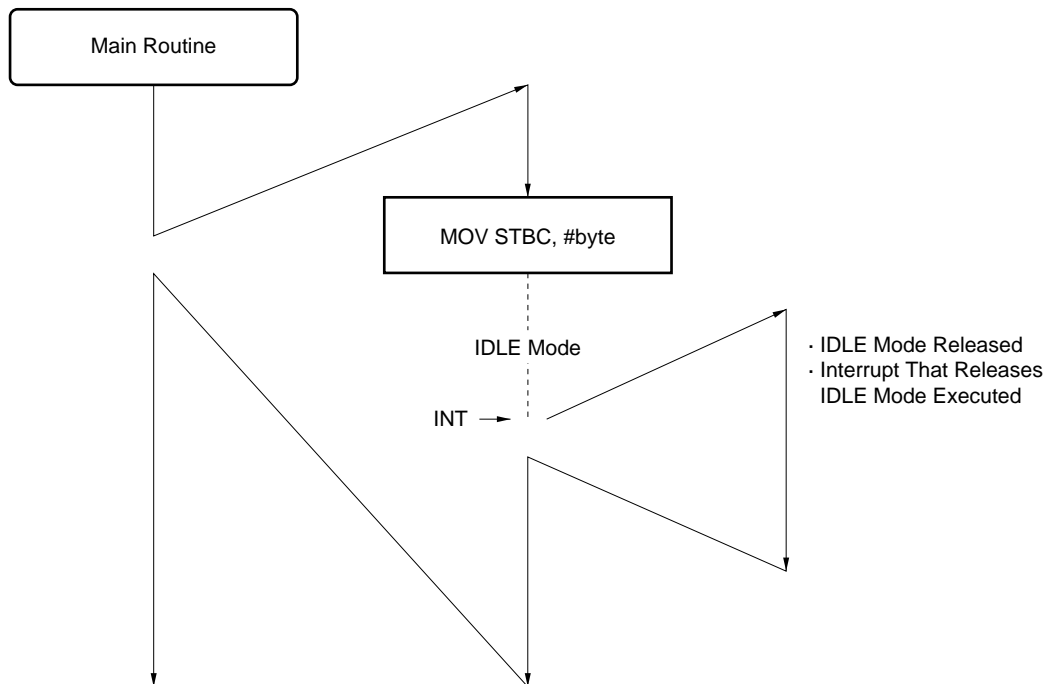 Main Routine
MOV STBC, #byte
IDLE Mode
· IDLE Mode Released
· Interrupt That Releases
IDLE Mode Executed
INT